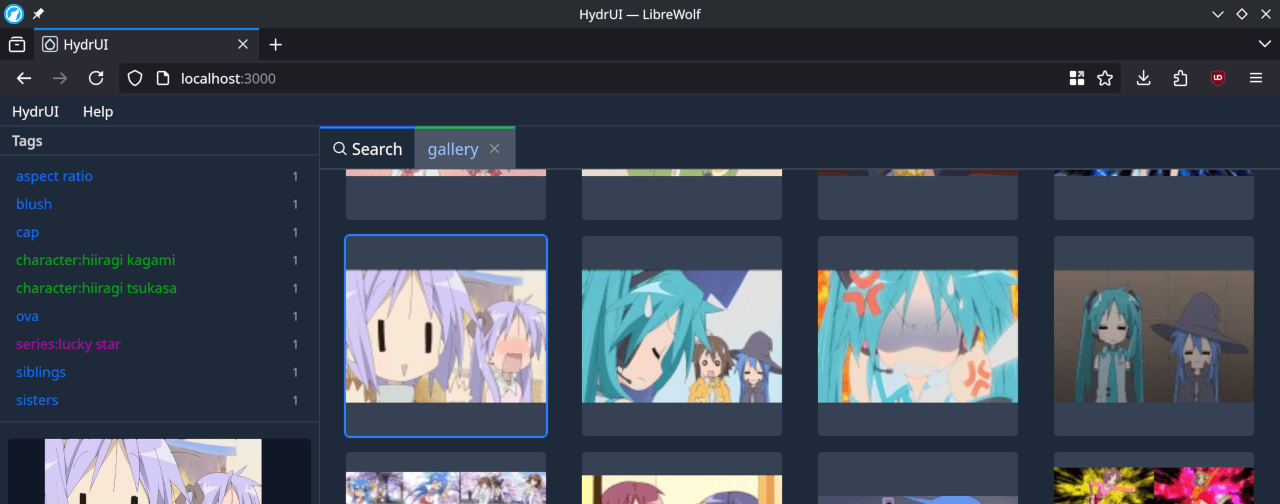 HydrUI — LibreWolf
HydrUI
localhost:3000
HydrUI Help
Tags
Search gallery
aspect ratio 1
blush 1
cap 1
character:hiiragi kagami 1
character:hiiragi tsukasa 1
ova 1
series:lucky star 1
siblings 1
sisters 1